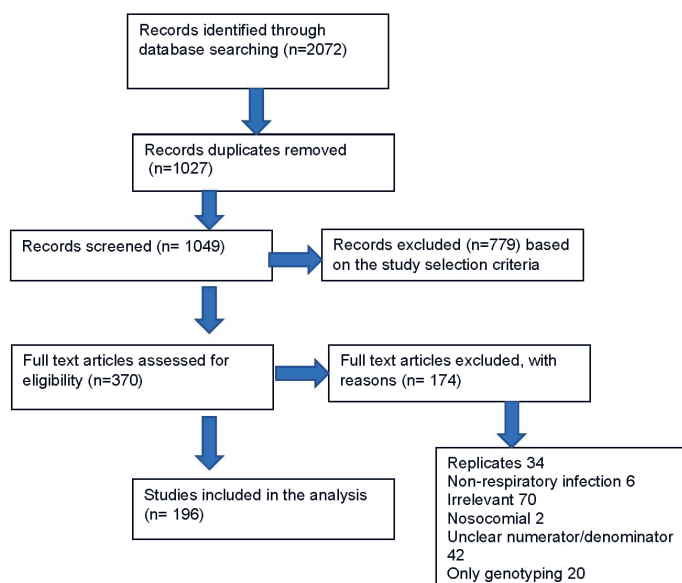 Records identified through
database searching (n=2072)
Records duplicates removed
(n=1027)
Records screened (n= 1049)
Records excluded (n=779) based
on the study selection criteria
Full text articles assessed for
eligibility (n=370)
Full text articles excluded, with
reasons (n= 174)
Studies included in the analysis
(n= 196)
Replicates 34
Non-respiratory infection 6
Irrelevant 70
Nosocomial 2
Unclear numerator/denominator
42
Only genotyping 20